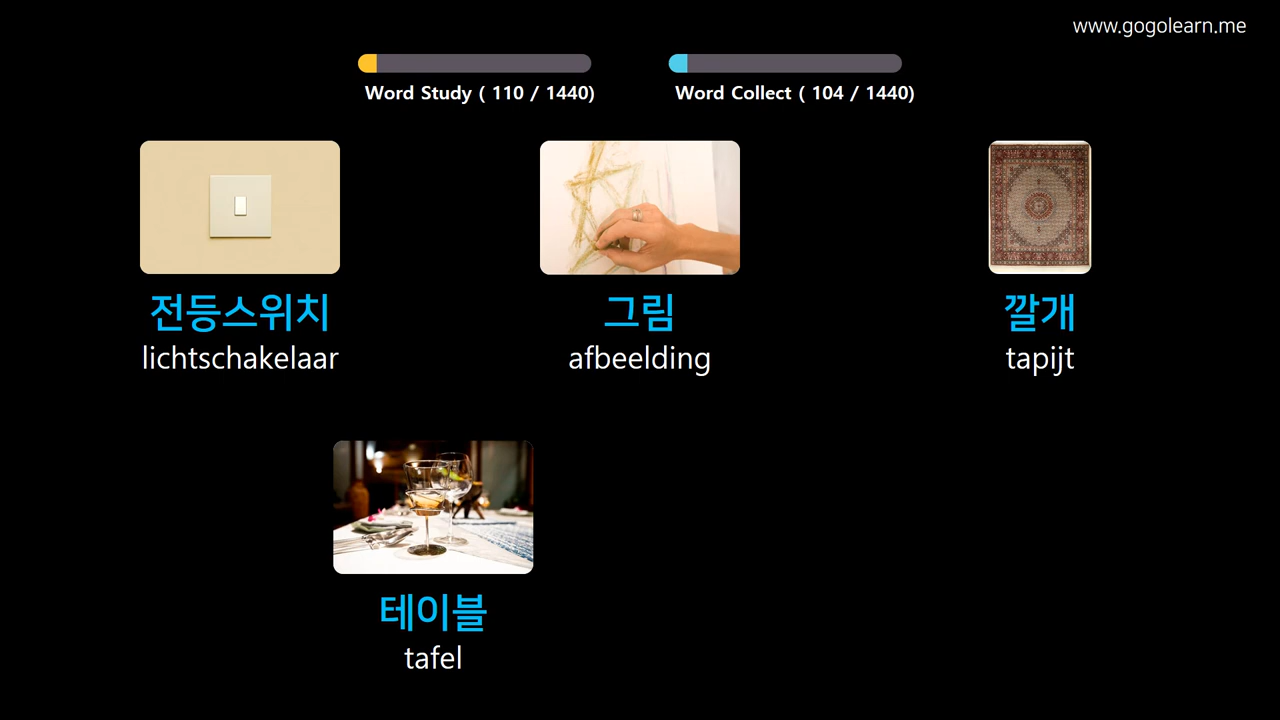 www.gogolearn.me
Word Study ( 110 / 1440)
Word Collect ( 104 / 1440)
전등스위치
lichtschakelaar
그림
afbeelding
깔개
tapijt
테이블
tafel